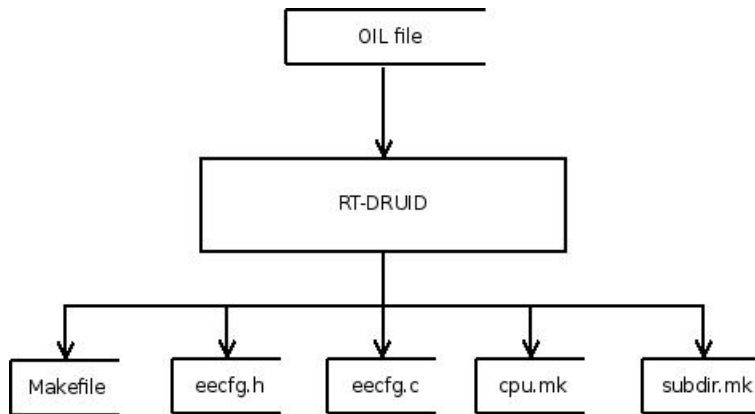 OIL file
RT-DRUID
Makefile
eecfg.h
eecfg.c
cpu.mk
subdir.mk